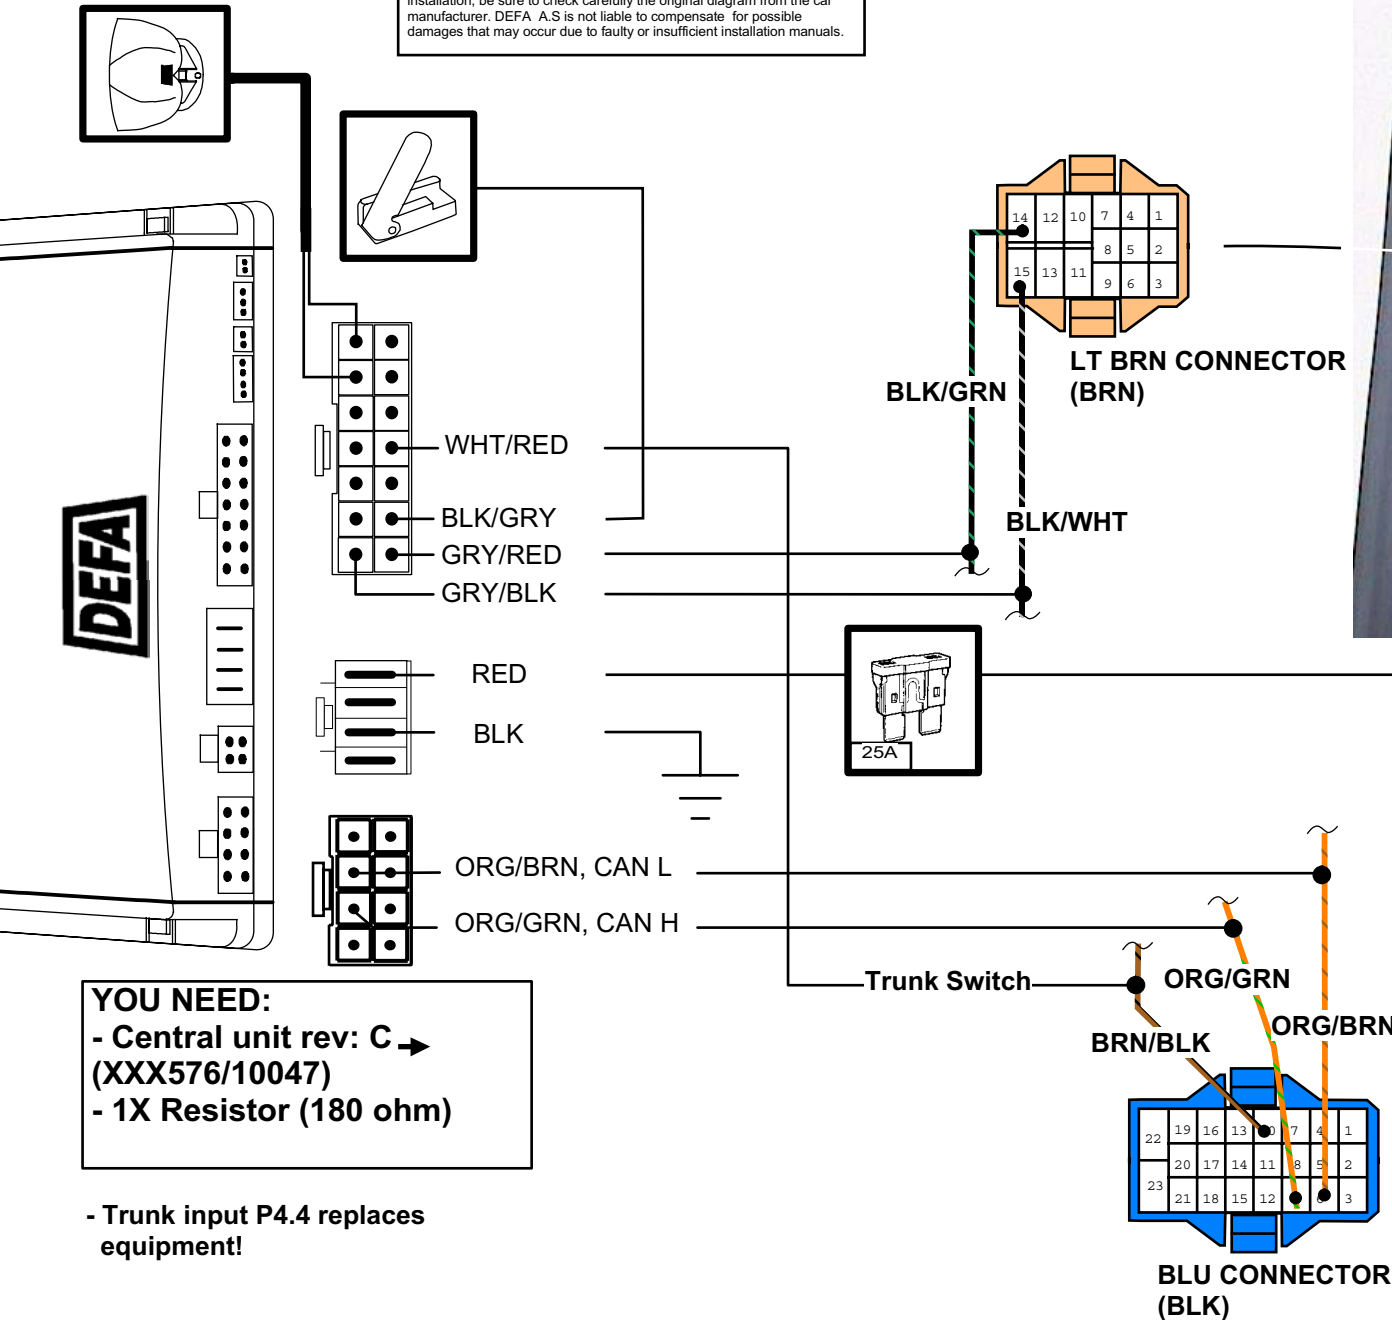 installation, be sure to check carefully the original diagram from the car
manufacturer. DEFA A.S is not liable to compensate for possible
damages that may occur due to faulty or insufficient installation manuals.
14 12 10 7 4 1
8 5 2
15 13 11
9 6 3
LT BRN CONNECTOR
(BRN)
BLK/GRN
BLK/WHT
WHT/RED
BLK/GRY
GRY/RED
GRY/BLK
DEFA
RED
BLK
25A
ORG/BRN, CAN L
ORG/GRN, CAN H
Trunk Switch
ORG/GRN
ORG/BRN
BRN/BLK
YOU NEED:
- Central unit rev: C
(XXX576/10047)
- 1X Resistor (180 ohm)
- Trunk input P4.4 replaces
equipment!
22 19 16 13 7 4 1
20 17 14 11 8 5 2
23 21 18 15 12 3
BLU CONNECTOR
(BLK)